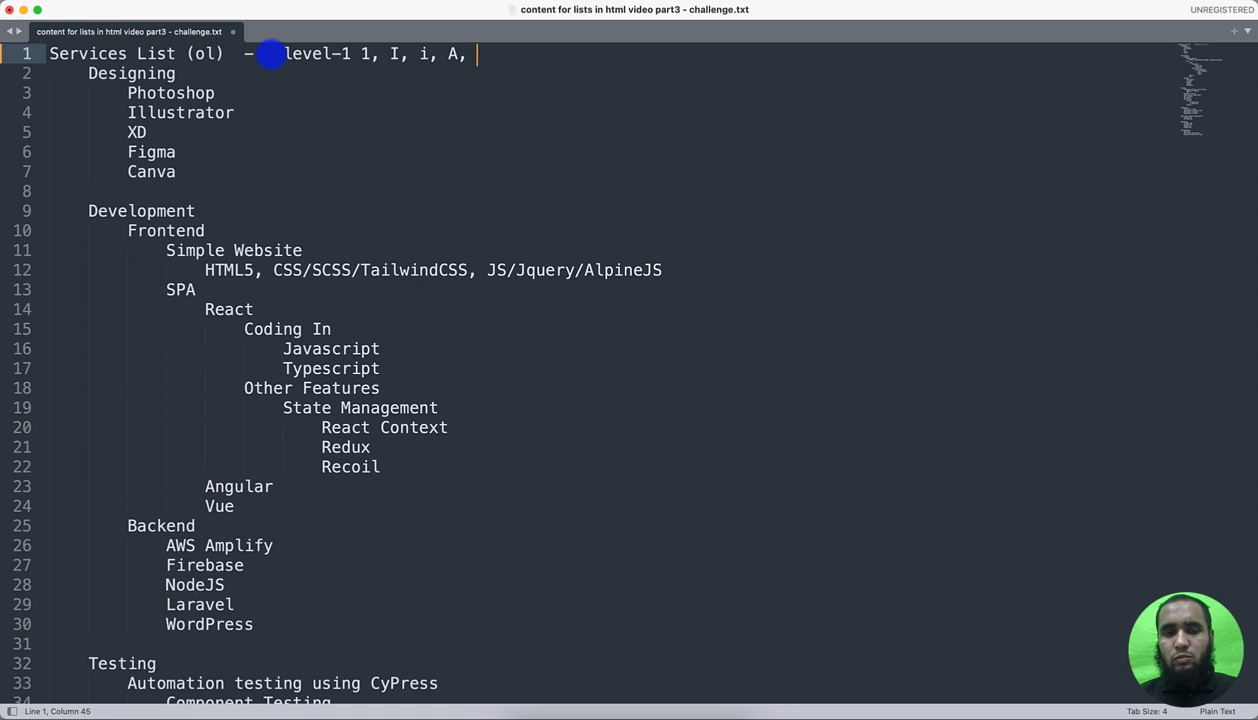 content for lists in html video part3 - challenge.txt
UNREGISTERED
content for lists in html video part3 - challenge.txt
1 Services List (ol) - level-1 1, I, i, A,
2 Designing
3 Photoshop
4 Illustrator
5 XD
6 Figma
7 Canva
8
9 Development
10 Frontend
11 Simple Website
12 HTML5, CSS/SCSS/TailwindCSS, JS/Jquery/AlpineJS
13 SPA
14 React
15 Coding In
16 Javascript
17 Typescript
18 Other Features
19 State Management
20 React Context
21 Redux
22 Recoil
23 Angular
24 Vue
25 Backend
26 AWS Amplify
27 Firebase
28 NodeJS
29 Laravel
30 WordPress
31
32 Testing
33 Automation testing using CyPress
34 Component Testing
Line 1, Column 45
Tab Size: 4
Plain Text